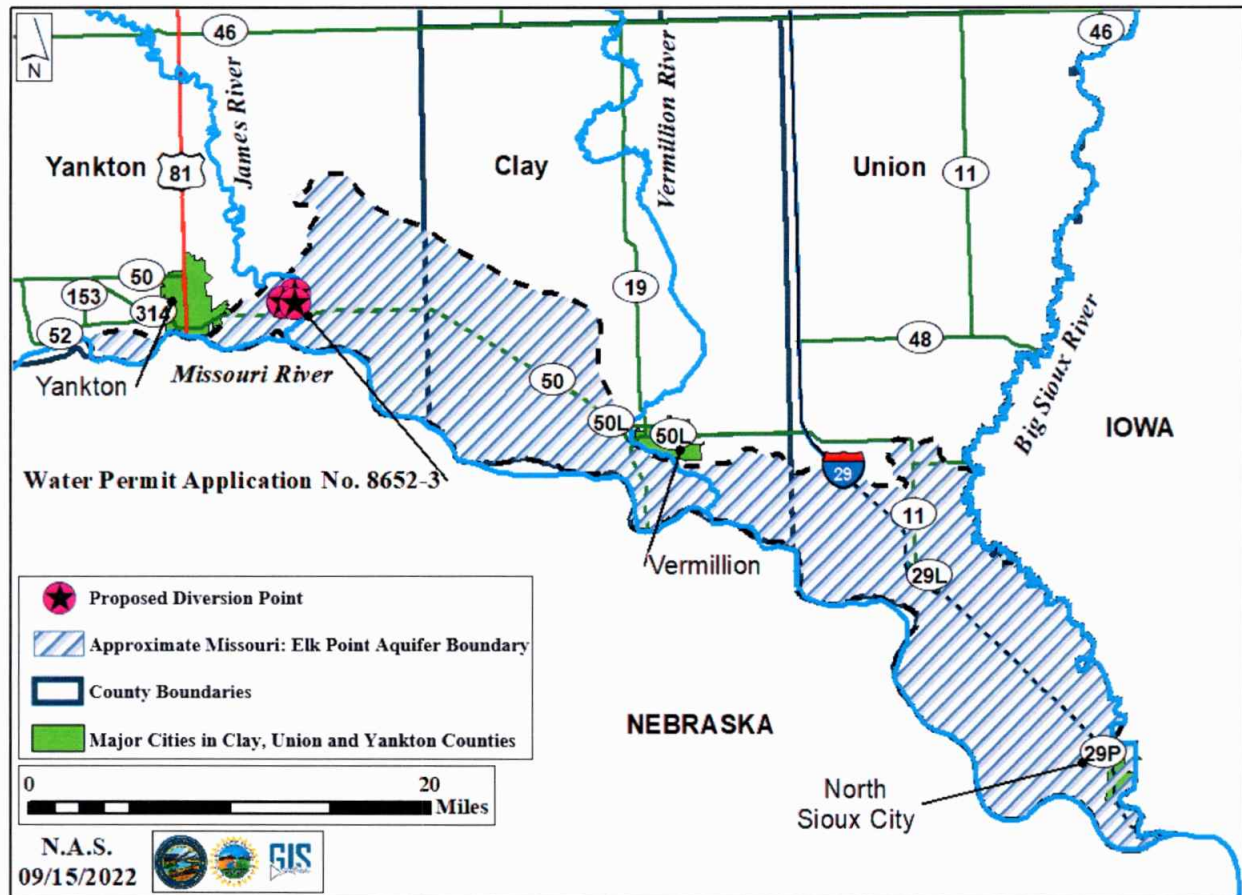 46
46
N
James River
Vermillion River
Yankton
Clay
Union
81
11
50
153
314
19
52
48
Yankton
Missouri River
50
Big Sioux River
50L
50L
IOWA
29
Water Permit Application No. 8652-3
11
Vermillion
29L
Proposed Diversion Point
Approximate Missouri: Elk Point Aquifer Boundary
County Boundaries
NEBRASKA
Major Cities in Clay, Union and Yankton Counties
29P
0
20
Miles
North
Sioux City
N.A.S.
09/15/2022
GIS